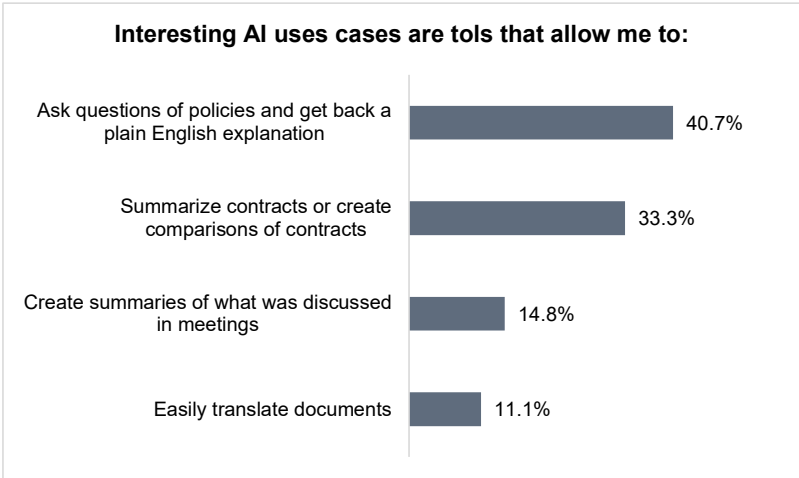 Interesting AI uses cases are tols that allow me to:
Ask questions of policies and get back a
plain English explanation
40.7%
Summarize contracts or create
comparisons of contracts
33.3%
Create summaries of what was discussed
in meetings
14.8%
Easily translate documents
11.1%